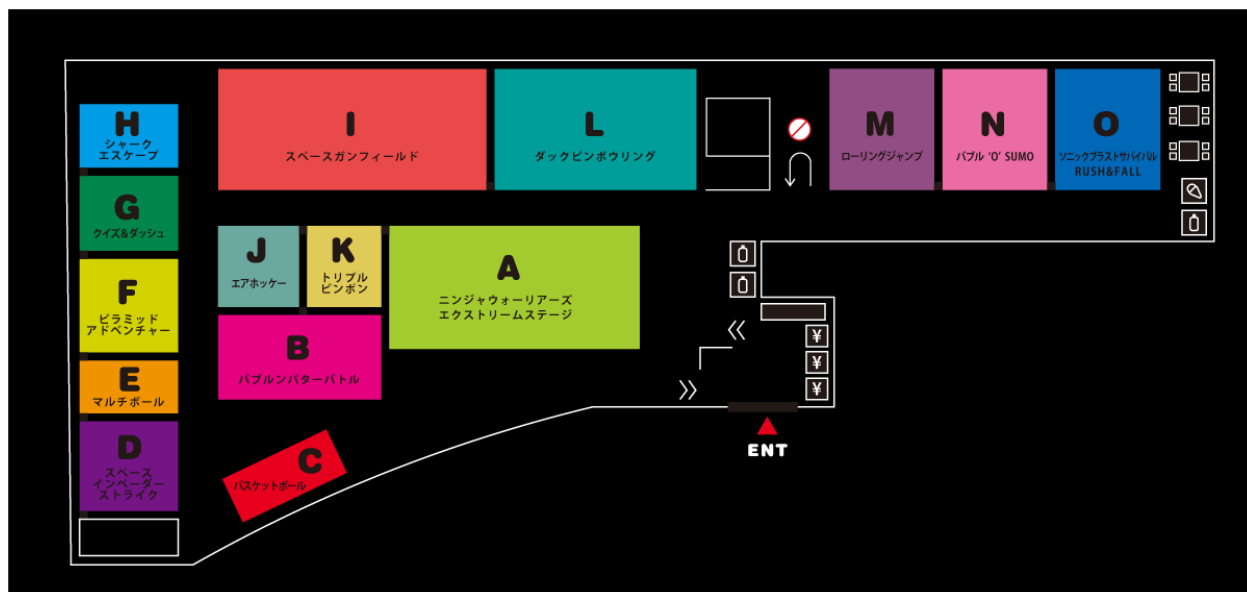 H
シャーク
エスケープ
G
クイズ&ダッシュ
F
ピラミッド
アドベンチャー
E
マルチボール
D
スペース
インベーダー
ストライク
I
スペースガンフィールド
L
ダックピンボウリング
M
ローリングジャンプ
N
バブル ‘O’ SUMO
O
ソニックブラストサバイバル
RUSH&FALL
J
エアホッケー
K
トリプル
ピンポン
A
ニンジャウォーリアーズ
エクストリームステージ
B
バブルンバターバトル
C
バスケットボール
¥
¥
¥
ENT